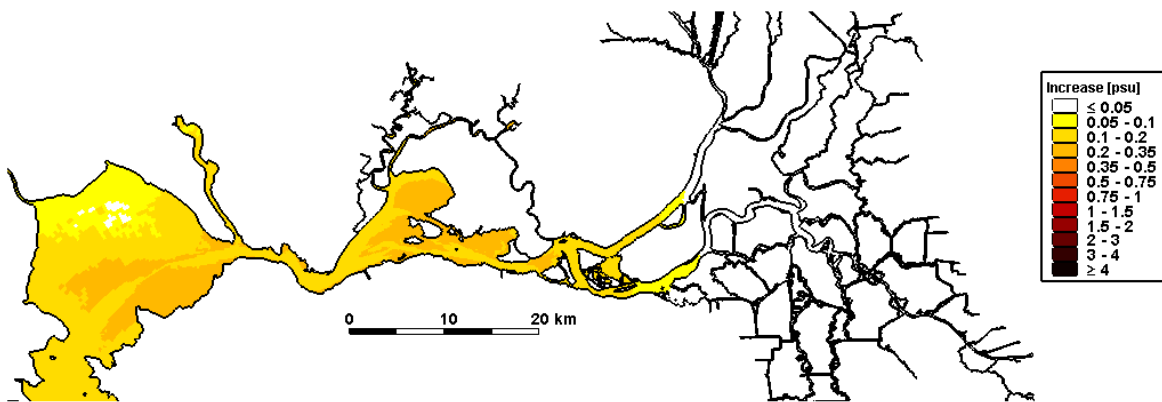 Increase [psu]
≤ 0.05
0.05 - 0.1
0.1 - 0.2
0.2 - 0.35
0.35 - 0.5
0.5 - 0.75
0.75 - 1
1 - 1.5
1.5 - 2
2 - 3
3 - 4
≥ 4
0 10 20 km